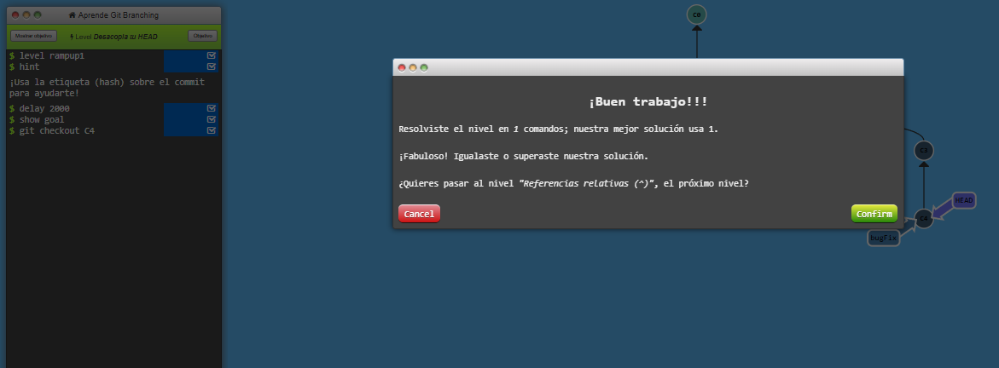 Aprende Git Branching
Mostrar objetivo
Level Desacopla tu HEAD
Objetivo
$ level rampup1
$ hint
¡Usa la etiqueta (hash) sobre el commit
para ayudarte!
$ delay 2000
$ show goal
$ git checkout C4
C0
¡Buen trabajo!!!
Resolviste el nivel en 1 comandos; nuestra mejor solución usa 1.
¡Fabuloso! Igualaste o superaste nuestra solución.
¿Quieres pasar al nivel "Referencias relativas (^)", el próximo nivel?
Cancel
Confirm
C3
HEAD
C4
bugFix